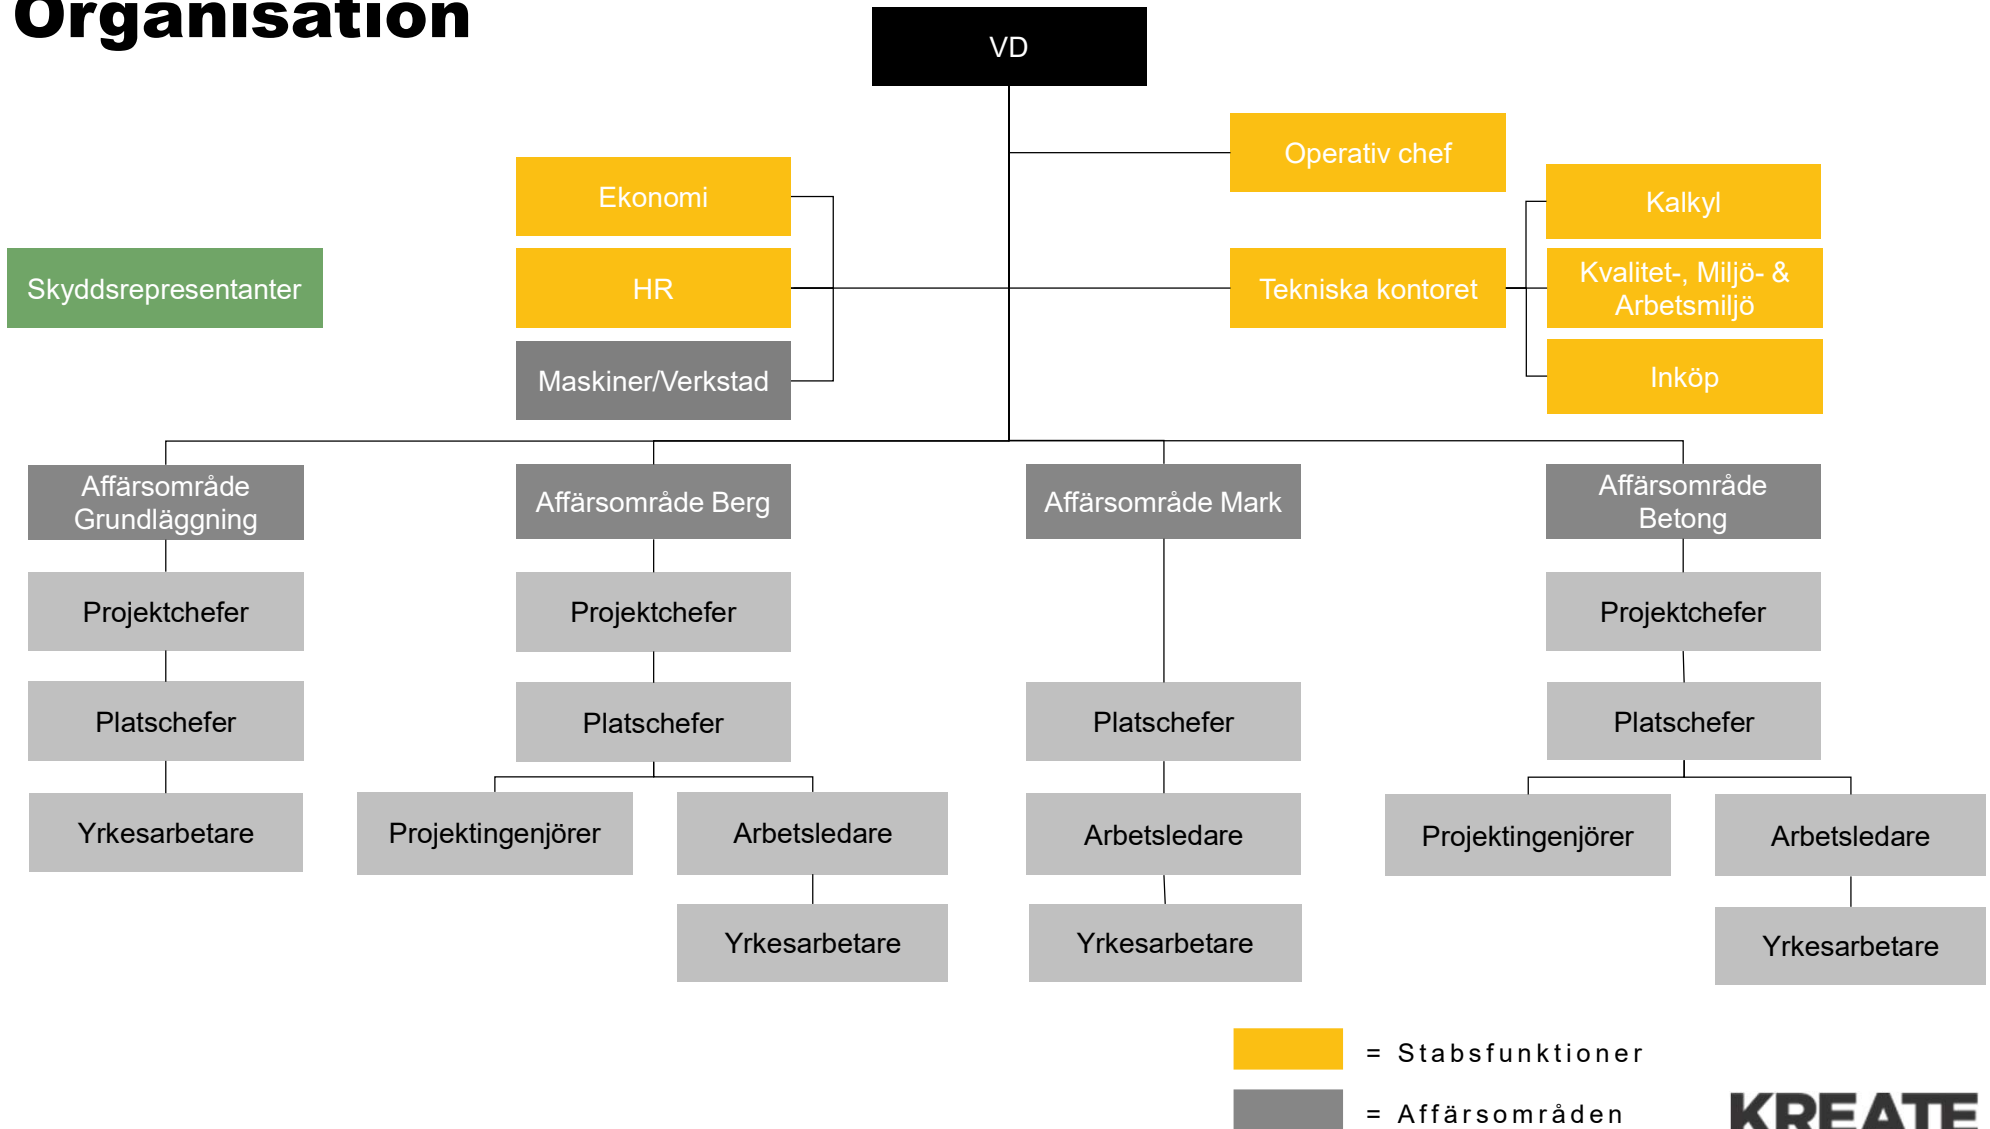 Organisation
VD
Operativ chef
Ekonomi
Kalkyl
Skyddsrepresentanter
HR
Tekniska kontoret
Kvalitet-, Miljö- &
Arbetsmiljö
Maskiner/Verkstad
Inköp
Affärsområde
Grundläggning
Affärsområde Berg
Affärsområde Mark
Affärsområde
Betong
Projektchefer
Projektchefer
Projektchefer
Platschefer
Platschefer
Platschefer
Platschefer
Yrkesarbetare
Projektingenjörer
Arbetsledare
Arbetsledare
Projektingenjörer
Arbetsledare
Yrkesarbetare
Yrkesarbetare
Yrkesarbetare
= Stabsfunktioner
= Affärsområden
KREATE